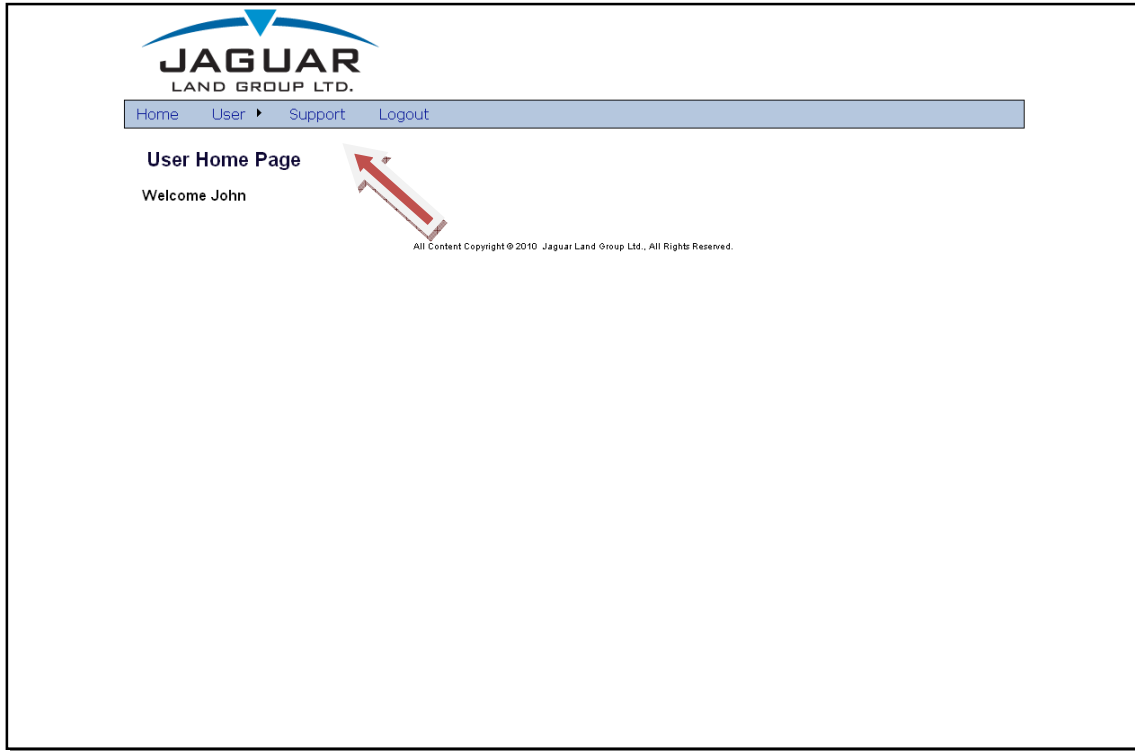 JAGUAR
LAND GROUP LTD.
Home User Support Logout
User Home Page
Welcome John
All Content Copyright © 2010 Jaguar Land Group Ltd., All Rights Reserved.